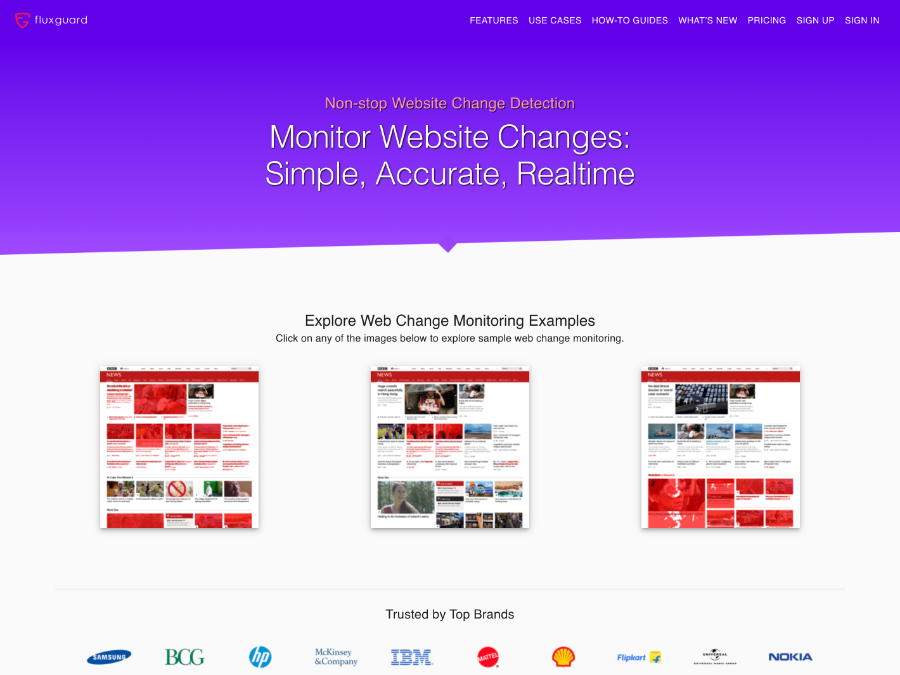 fluxguard
FEATURES USE CASES HOW-TO GUIDES WHAT'S NEW PRICING SIGN UP SIGN IN
Non-stop Website Change Detection
Monitor Website Changes:
Simple, Accurate, Realtime
Explore Web Change Monitoring Examples
Click on any of the images below to explore sample web change monitoring.
NEWS
NEWS
NEWS
Trusted by Top Brands
SAMSUNG BCG hp McKinsey & Company IBM MATTEL Flipkart UNIVERSAL NOKIA